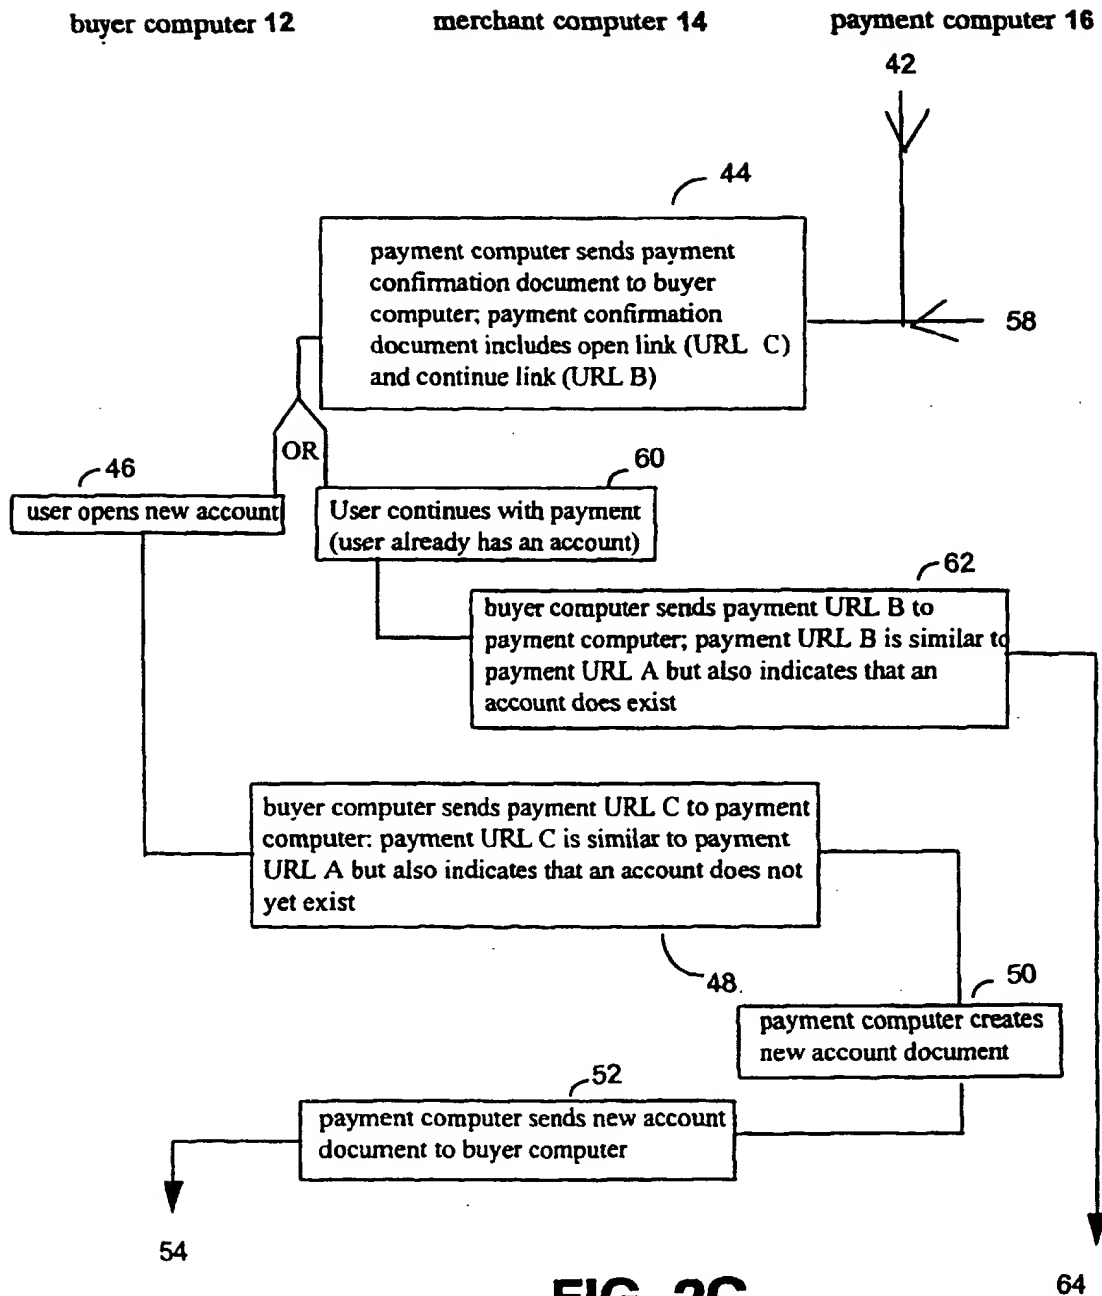 buyer computer 12 merchant computer 14 payment computer 16
42
44
payment computer sends payment
confirmation document to buyer
computer; payment confirmation
document includes open link (URL C)
and continue link (URL B)
58
OR
46
user opens new account
60
User continues with payment
(user already has an account)
62
buyer computer sends payment URL B to
payment computer; payment URL B is similar to
payment URL A but also indicates that an
account does exist
buyer computer sends payment URL C to payment
computer: payment URL C is similar to payment
URL A but also indicates that an account does not
yet exist
48
50
payment computer creates
new account document
52
payment computer sends new account
document to buyer computer
54
64
FIG. 2C